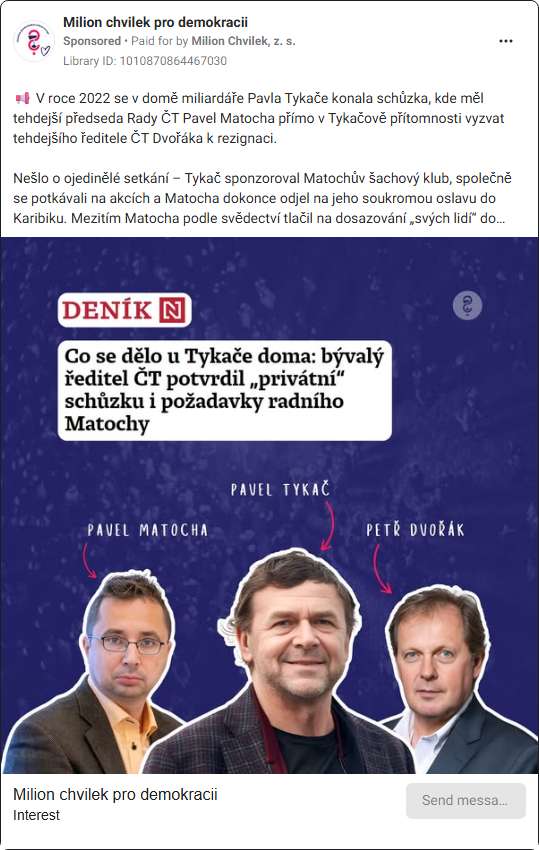 Milion chvilek pro demokracii
Sponsored • Paid for by Milion Chvilek, z. s.
Library ID: 1010870864467030
V roce 2022 se v domě miliardáře Pavla Tykače konala schůzka, kde měl
tehdejší předseda Rady ČT Pavel Matocha přímo v Tykačově přítomnosti vyzvat
tehdejšího ředitele ČT Dvořáka k rezignaci.
Nešlo o ojedinělé setkání – Tykač sponzoroval Matochův šachový klub, společně
se potkávali na akcích a Matocha dokonce odjel na jeho soukromou oslavu do
Karibiku. Mezitím Matocha podle svědectví tlačil na dosazování „svých lidí“ do…
DENÍK N
Co se dělo u Tykače doma: bývalý
ředitel ČT potvrdil „privátní“
schůzku i požadavky radního
Matochy
PAVEL TYKAČ
PAVEL MATOCHA
PETŘ DVOŘÁK
Milion chvilek pro demokracii
Interest
Send messa…